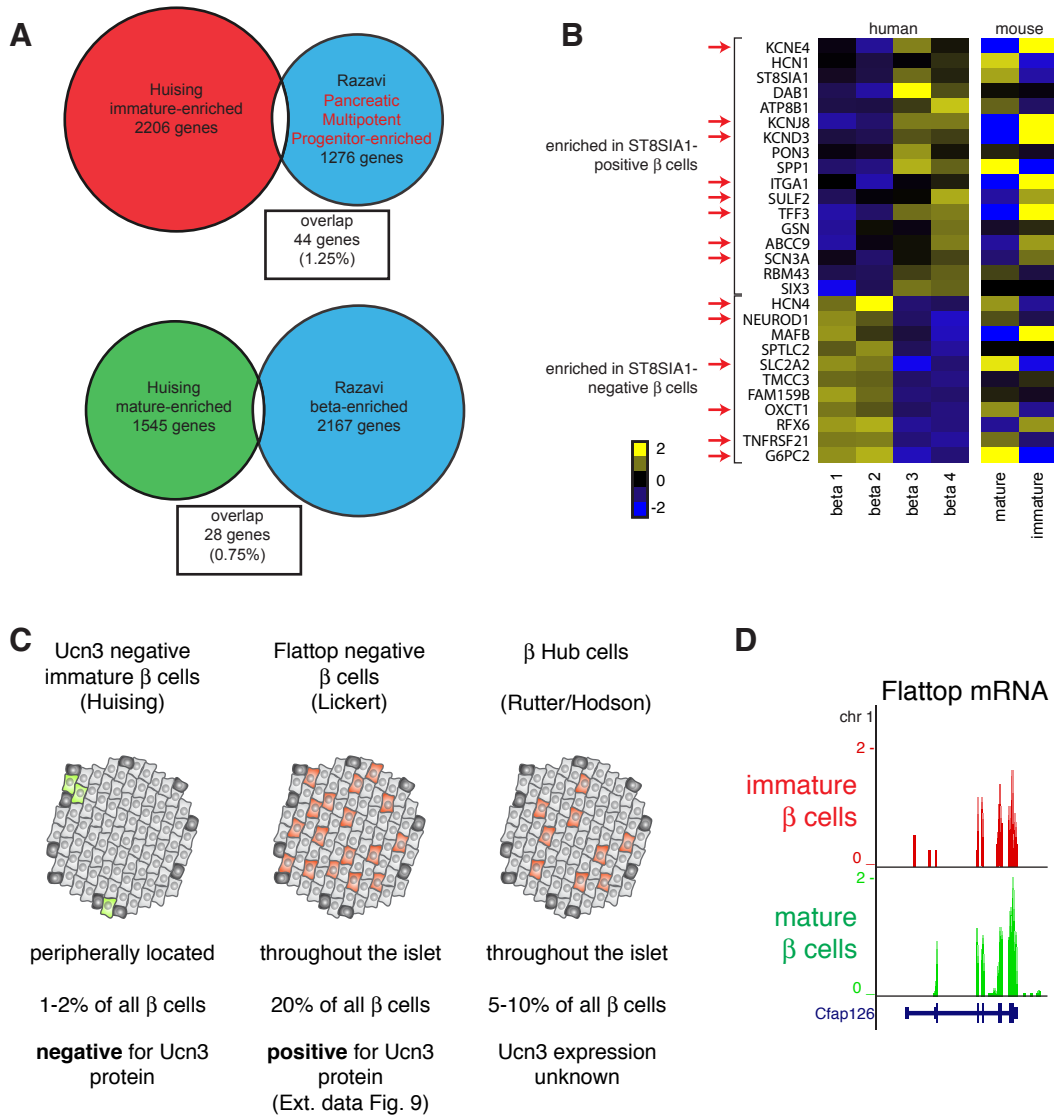 A
Huising
immature-enriched
2206 genes
Razavi
Pancreatic
Multipotent
Progenitor-enriched
1276 genes
overlap
44 genes
(1.25%)
Huising
mature-enriched
1545 genes
Razavi
beta-enriched
2167 genes
overlap
28 genes
(0.75%)
B
human
mouse
enriched in ST8SIA1-
positive β cells
KCNE4
HCN1
ST8SIA1
DAB1
ATP8B1
KCNJ8
KCND3
PON3
SPP1
ITGA1
SULF2
TFF3
GSN
ABCC9
SCN3A
RBM43
SIX3
enriched in ST8SIA1-
negative β cells
HCN4
NEUROD1
MAFB
SPTLC2
SLC2A2
TMCC3
FAM159B
OXCT1
RFX6
TNFRSF21
G6PC2
2
0
-2
beta 1
beta 2
beta 3
beta 4
mature
immature
C
Ucn3 negative
immature β cells
(Huising)
peripherally located
1-2% of all β cells
negative for Ucn3
protein
Flattop negative
β cells
(Lickert)
throughout the islet
20% of all β cells
positive for Ucn3
protein
(Ext. data Fig. 9)
β Hub cells
(Rutter/Hodson)
throughout the islet
5-10% of all β cells
Ucn3 expression
unknown
D
Flattop mRNA
chr 1
2 -
immature
β cells
0 _
2 -
mature
β cells
0 _
Cfap126